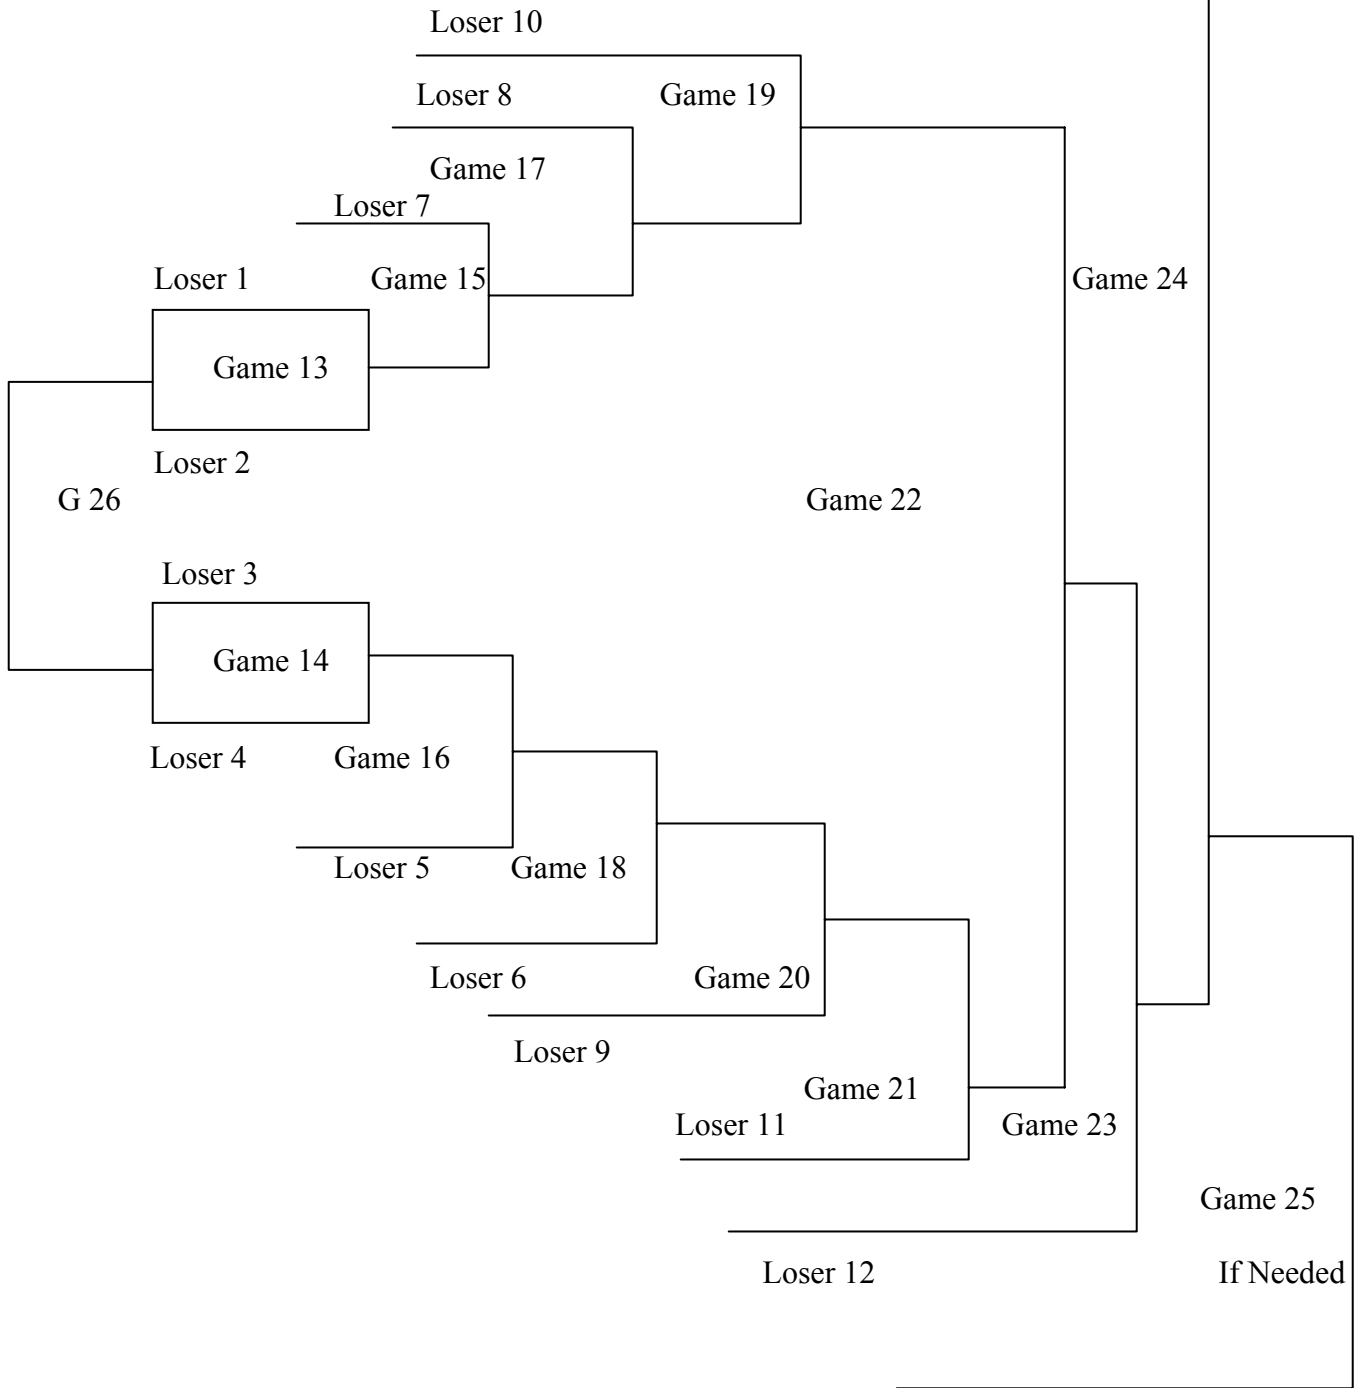 Loser 10
Loser 8
Game 19
Game 17
Loser 7
Loser 1
Game 15
Game 24
Game 13
Loser 2
G 26
Game 22
Loser 3
Game 14
Loser 4
Game 16
Loser 5
Game 18
Loser 6
Game 20
Loser 9
Game 21
Loser 11
Game 23
Game 25
Loser 12
If Needed